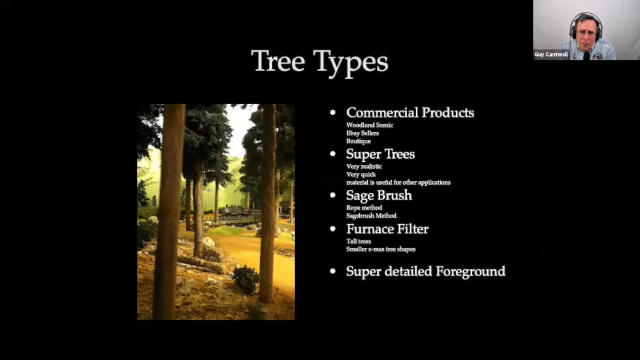 Tree Types
Guy Cantwell
• Commercial Products
Woodland Scenic
Ebay Sellers
Boutique
• Super Trees
Very realistic
Very quick
material is useful for other applications
• Sage Brush
Rope method
Sagebrush Method
• Furnace Filter
Tall trees
Smaller x-mas tree shapes
• Super detailed Foreground